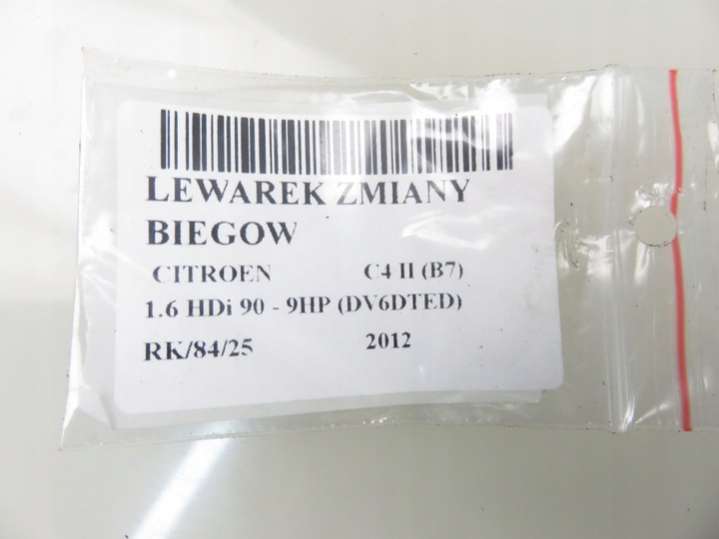 LEWAREK ZMIANY
BIEGOW
CITROEN C4 II (B7)
1.6 HDi 90 - 9HP (DV6DTED)
RK/84/25 2012